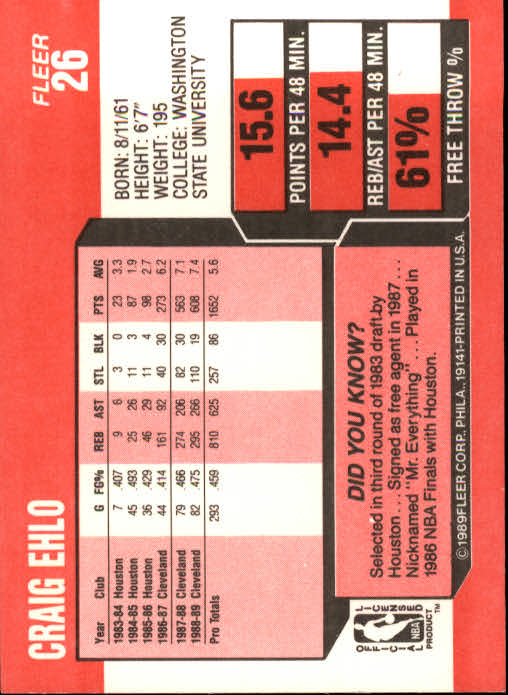 CRAIG EHLO
FLEER
26
Year Club G FG% REB AST STL BLK PTS AVG
1983-84 Houston 7 .407 9 6 3 0 23 3.3
1984-85 Houston 45 .493 25 26 11 3 87 1.9
1985-86 Houston 36 .429 46 29 11 4 98 2.7
1986-87 Cleveland 44 .414 161 92 40 30 273 6.2
1987-88 Cleveland 79 .466 274 206 82 30 563 7.1
1988-89 Cleveland 82 .475 295 266 110 19 608 7.4
Pro Totals 293 .459 810 625 257 86 1652 5.6
BORN: 8/11/61
HEIGHT: 6'7"
WEIGHT: 195
COLLEGE: WASHINGTON
STATE UNIVERSITY
15.6
POINTS PER 48 MIN.
14.4
REB/AST PER 48 MIN.
61%
FREE THROW %
DID YOU KNOW?
Selected in third round of 1983 draft by
Houston . . . Signed as free agent in 1987 . . .
Nicknamed "Mr. Everything" . . . Played in
1986 NBA Finals with Houston.
OFFICIAL
NBA
LICENSED
PRODUCT™
©1989 FLEER CORP., PHILA., 19141-PRINTED IN U.S.A.